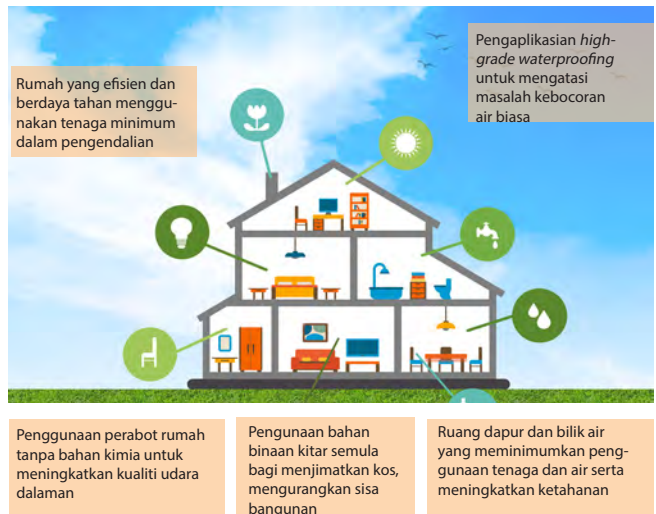 Rumah yang efisien dan
berdaya tahan menggu-
nakan tenaga minimum
dalam pengendalian
Pengaplikasian high-
grade waterproofing
untuk mengatasi
masalah kebocoran
air biasa
Penggunaan perabot rumah
tanpa bahan kimia untuk
meningkatkan kualiti udara
dalaman
Pengunaan bahan
binaan kitar semula
bagi menjimatkan kos,
mengurangkan sisa
bangunan
Ruang dapur dan bilik air
yang meminimumkan peng-
gunaan tenaga dan air serta
meningkatkan ketahanan